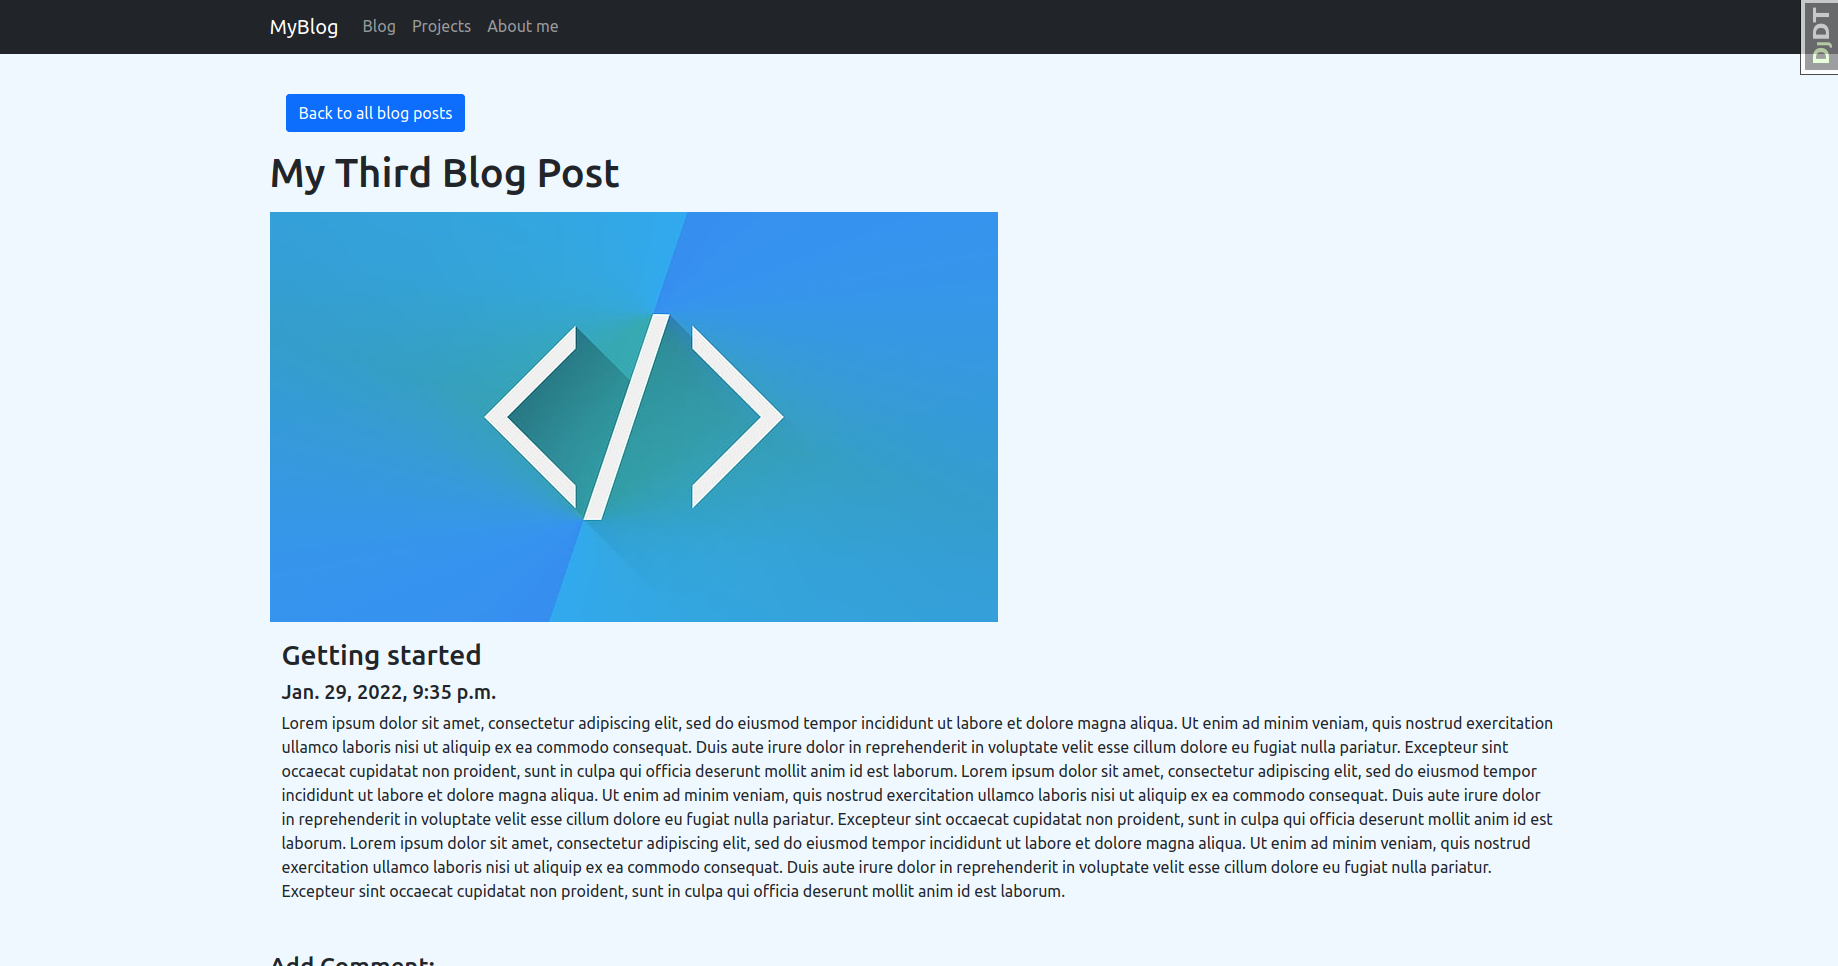 MyBlog Blog Projects About me
DjDT
Back to all blog posts
My Third Blog Post
</>
Getting started
Jan. 29, 2022, 9:35 p.m.
Lorem ipsum dolor sit amet, consectetur adipiscing elit, sed do eiusmod tempor incididunt ut labore et dolore magna aliqua. Ut enim ad minim veniam, quis nostrud exercitation
ullamco laboris nisi ut aliquip ex ea commodo consequat. Duis aute irure dolor in reprehenderit in voluptate velit esse cillum dolore eu fugiat nulla pariatur. Excepteur sint
occaecat cupidatat non proident, sunt in culpa qui officia deserunt mollit anim id est laborum. Lorem ipsum dolor sit amet, consectetur adipiscing elit, sed do eiusmod tempor
incididunt ut labore et dolore magna aliqua. Ut enim ad minim veniam, quis nostrud exercitation ullamco laboris nisi ut aliquip ex ea commodo consequat. Duis aute irure dolor
in reprehenderit in voluptate velit esse cillum dolore eu fugiat nulla pariatur. Excepteur sint occaecat cupidatat non proident, sunt in culpa qui officia deserunt mollit anim id est
laborum. Lorem ipsum dolor sit amet, consectetur adipiscing elit, sed do eiusmod tempor incididunt ut labore et dolore magna aliqua. Ut enim ad minim veniam, quis nostrud
exercitation ullamco laboris nisi ut aliquip ex ea commodo consequat. Duis aute irure dolor in reprehenderit in voluptate velit esse cillum dolore eu fugiat nulla pariatur.
Excepteur sint occaecat cupidatat non proident, sunt in culpa qui officia deserunt mollit anim id est laborum.
Add Comment: